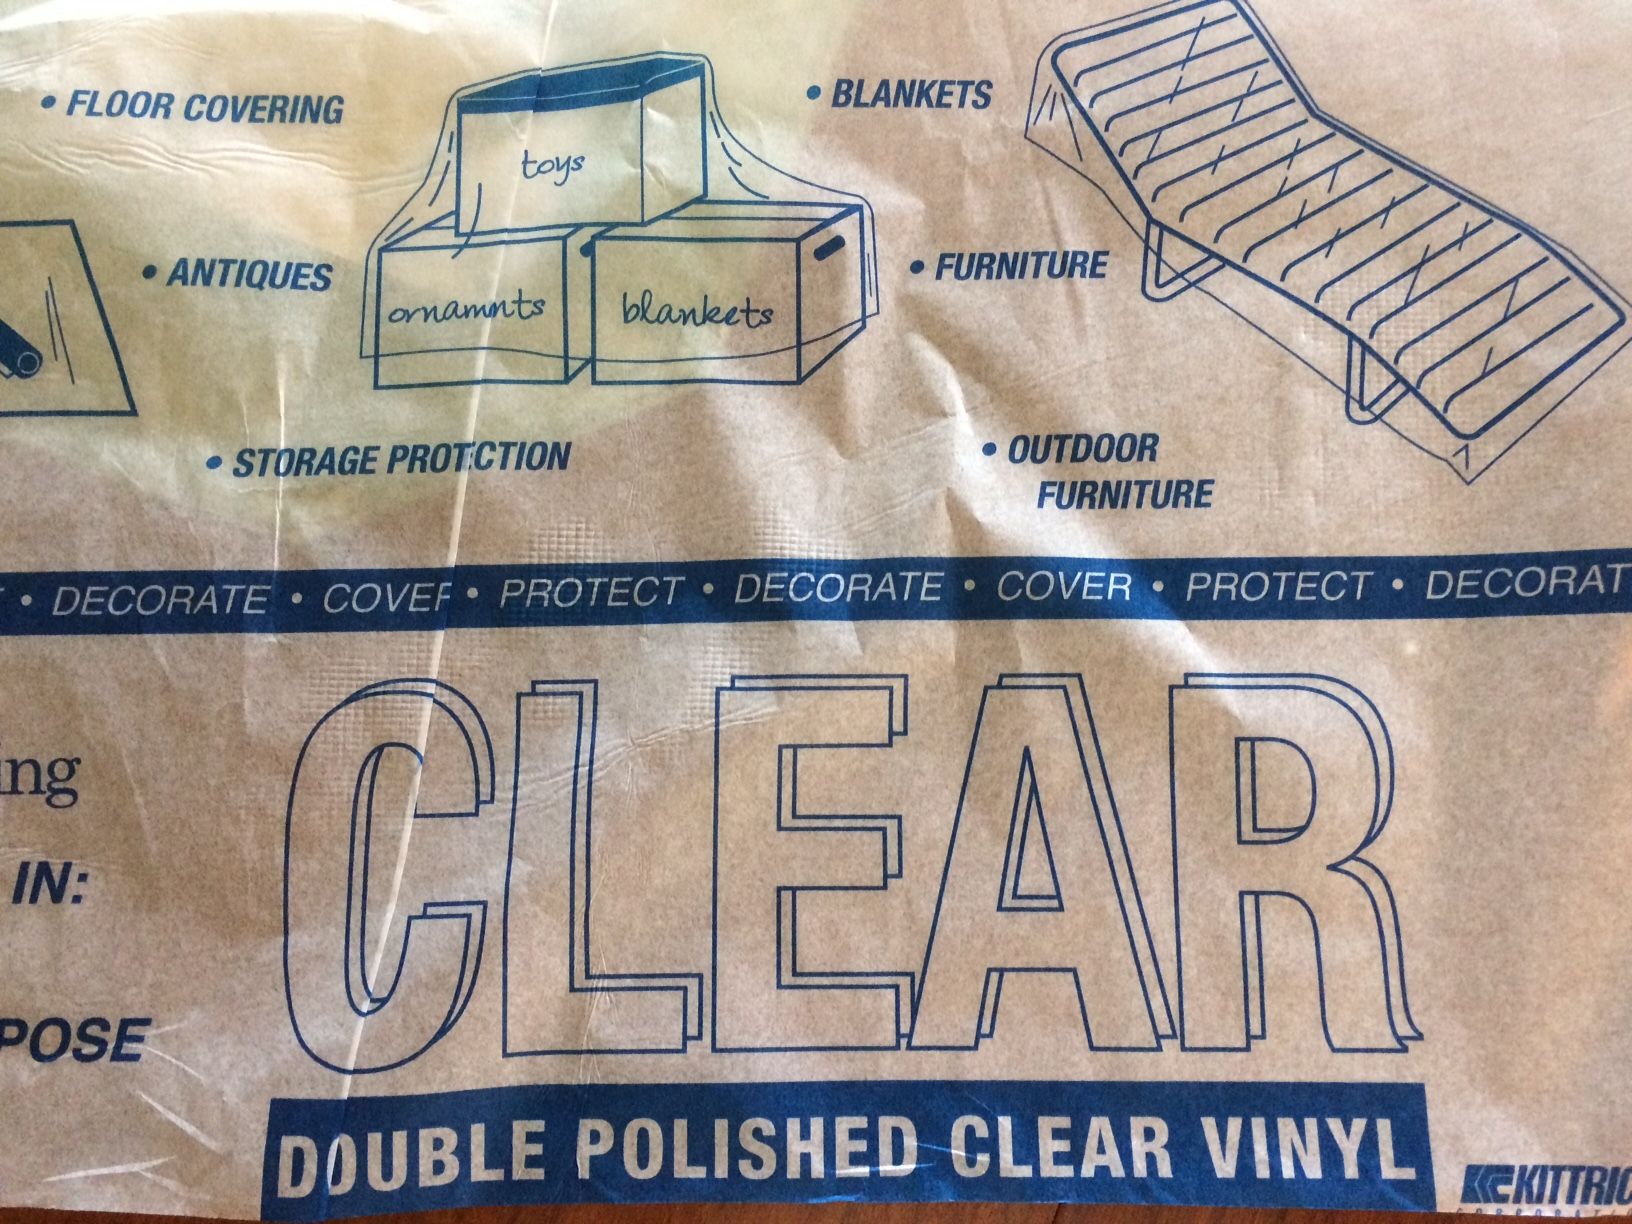 • FLOOR COVERING
toys
• BLANKETS
• ANTIQUES
ornamnts
blankets
• FURNITURE
• STORAGE PROTCTION
• OUTDOOR
FURNITURE
• DECORATE • COVER • PROTECT • DECORATE • COVER • PROTECT • DECORAT
ing
IN:
POSE
CLEAR
DOUBLE POLISHED CLEAR VINYL
KITTRIC